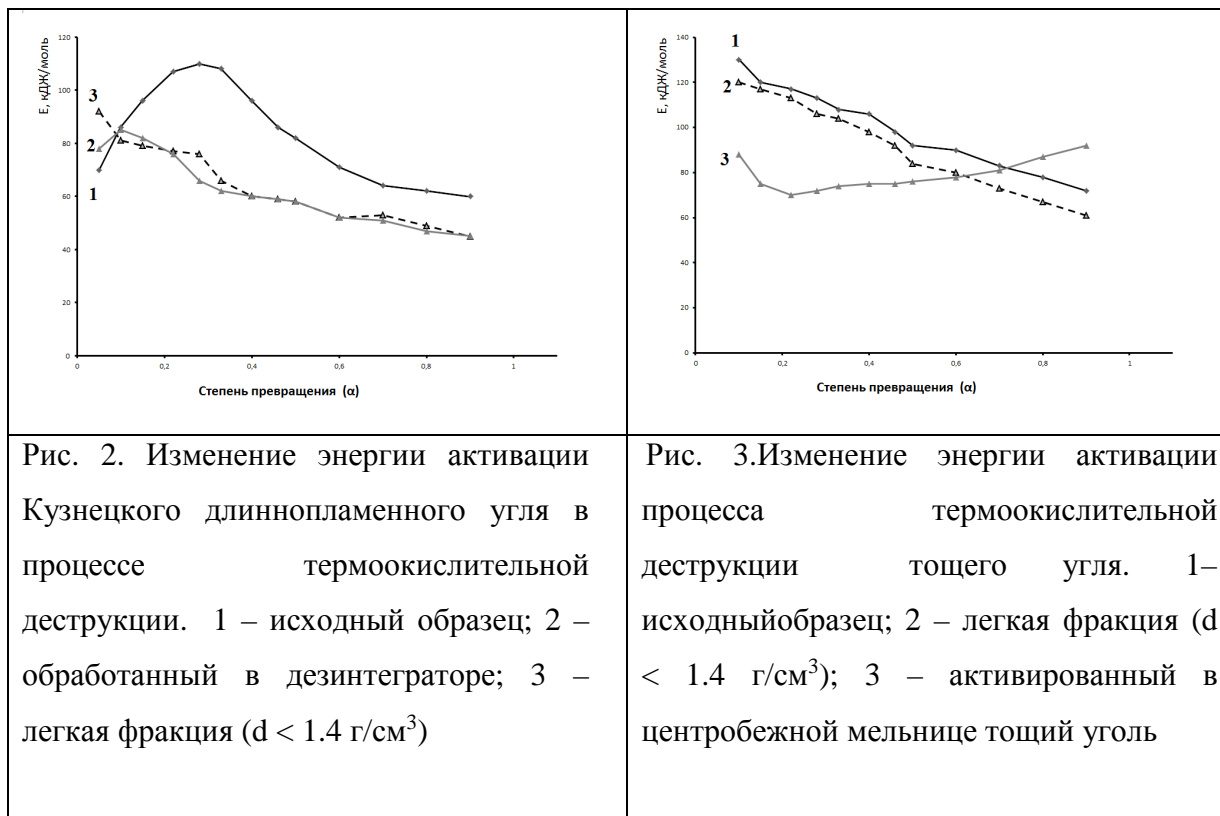 120
100
80
60
40
20
0
E, кДЖ/моль
3
2
1
0
0,2
0,4
0,6
0,8
1
Степень превращения (α)
140
120
100
80
60
40
20
0
E, кДЖ/моль
1
2
3
0
0,2
0,4
0,6
0,8
1
Степень превращения (α)
Рис. 2. Изменение энергии активации
Кузнецкого длиннопламенного угля в
процессе термоокислительной
деструкции. 1 – исходный образец; 2 –
обработанный в дезинтеграторе; 3 –
легкая фракция (d < 1.4 г/см³)
Рис. 3.Изменение энергии активации
процесса термоокислительной
деструкции тощего угля. 1–
исходныйобразец; 2 – легкая фракция (d
< 1.4 г/см³); 3 – активированный в
центробежной мельнице тощий уголь